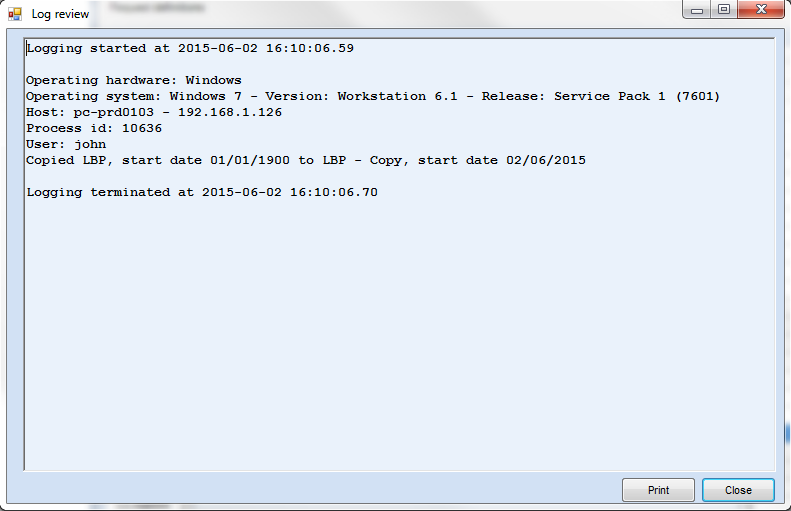 Log review
Logging started at 2015-06-02 16:10:06.59
Operating hardware: Windows
Operating system: Windows 7 - Version: Workstation 6.1 - Release: Service Pack 1 (7601)
Host: pc-prd0103 - 192.168.1.126
Process id: 10636
User: john
Copied LBP, start date 01/01/1900 to LBP - Copy, start date 02/06/2015
Logging terminated at 2015-06-02 16:10:06.70
Print
Close